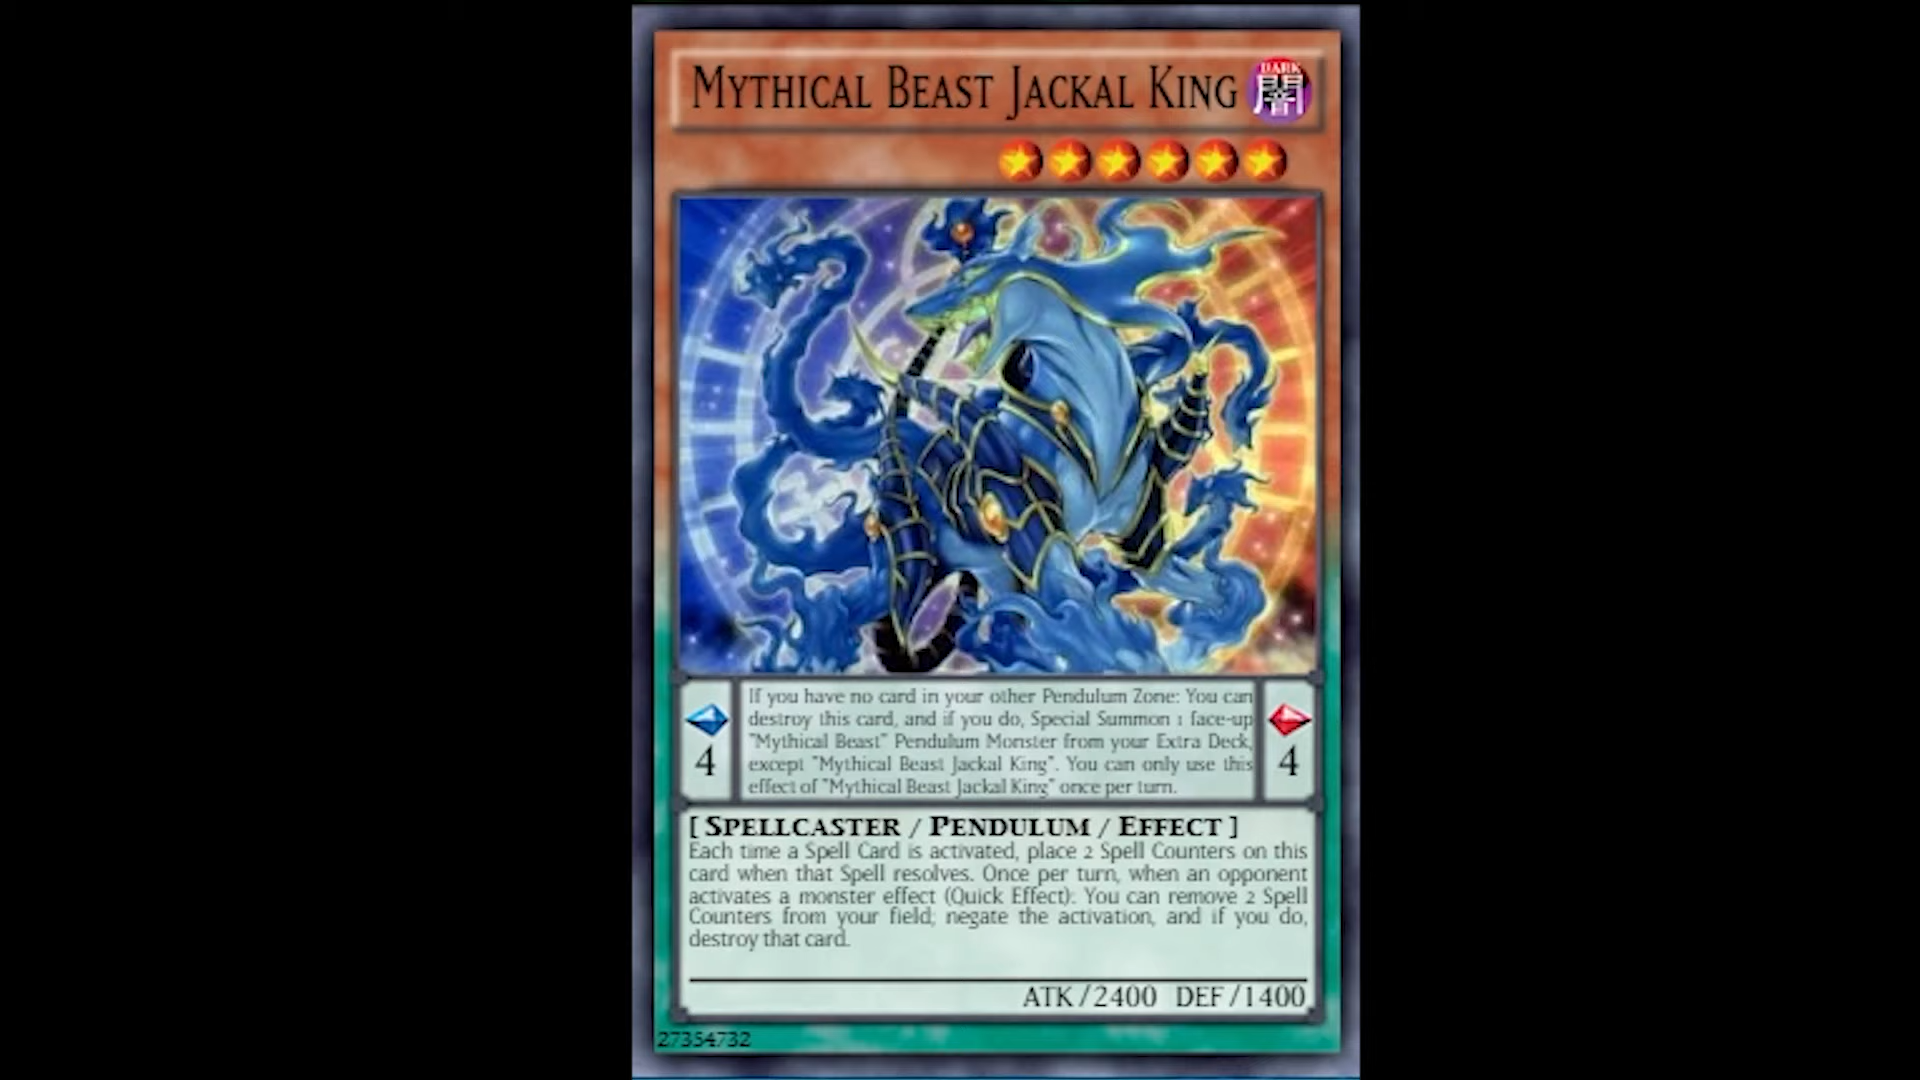 MYTHICAL BEAST JACKAL KING
DARK
闇
If you have no card in your other Pendulum Zone: You can
destroy this card, and if you do, Special Summon 1 face-up
"Mythical Beast" Pendulum Monster from your Extra Deck,
except "Mythical Beast Jackal King". You can only use this
effect of "Mythical Beast Jackal King" once per turn.
4
4
[ SPELLCASTER / PENDULUM / EFFECT ]
Each time a Spell Card is activated, place 2 Spell Counters on this
card when that Spell resolves. Once per turn, when an opponent
activates a monster effect (Quick Effect): You can remove 2 Spell
Counters from your field; negate the activation, and if you do,
destroy that card.
ATK/2400 DEF/1400
27354732